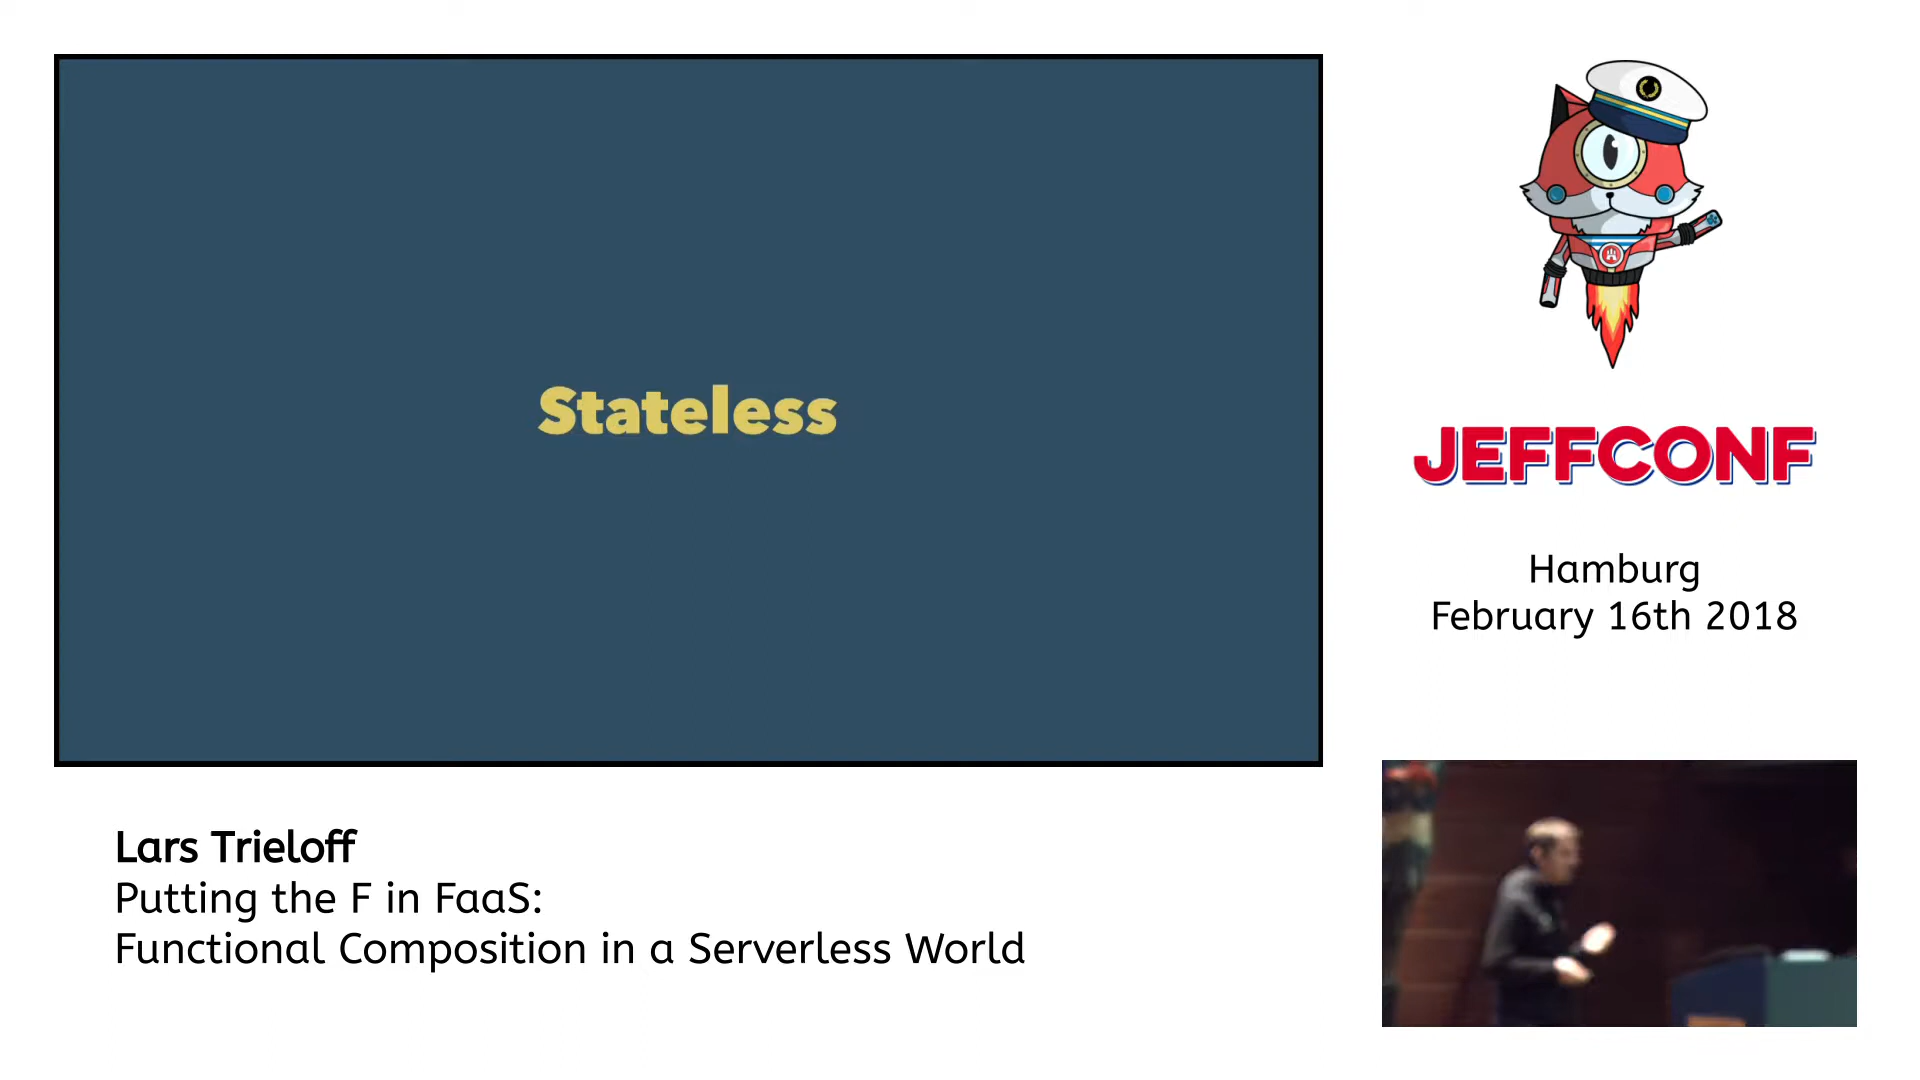 Stateless
JEFFCONF
Hamburg
February 16th 2018
Lars Trieloff
Putting the F in FaaS:
Functional Composition in a Serverless World